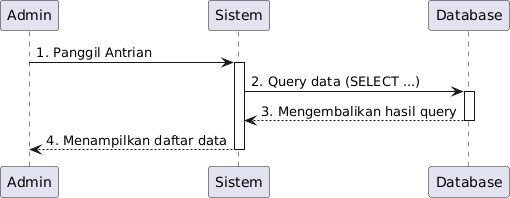 Admin Sistem Database
1. Panggil Antrian
2. Query data (SELECT ...)
3. Mengembalikan hasil query
4. Menampilkan daftar data
Admin Sistem Database